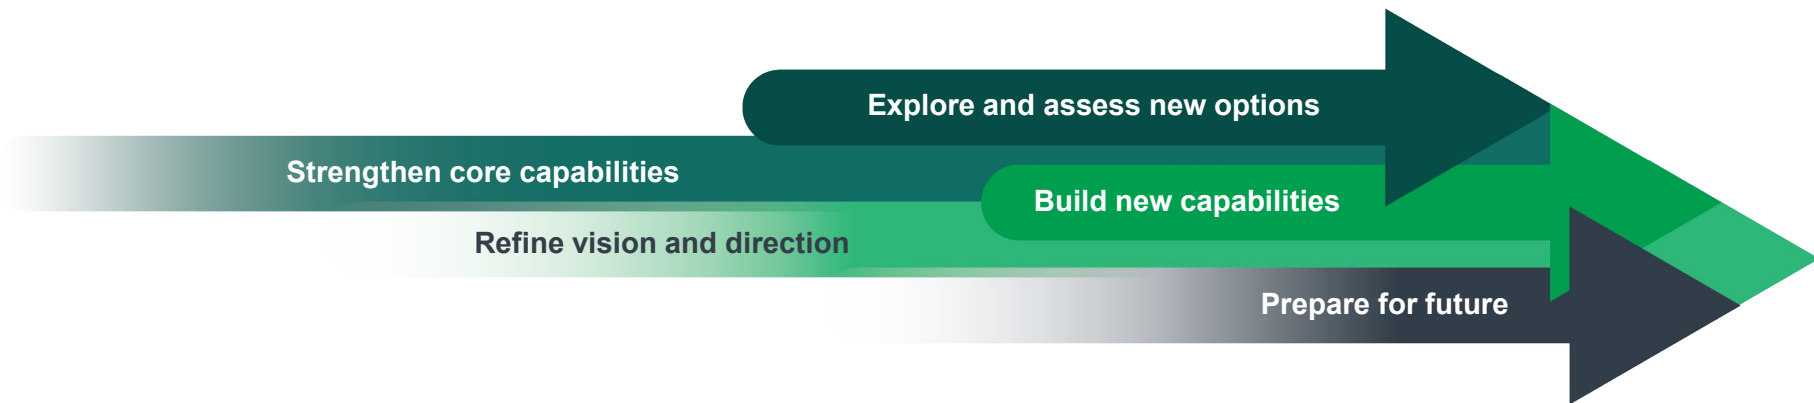 Explore and assess new options
Strengthen core capabilities
Build new capabilities
Refine vision and direction
Prepare for future